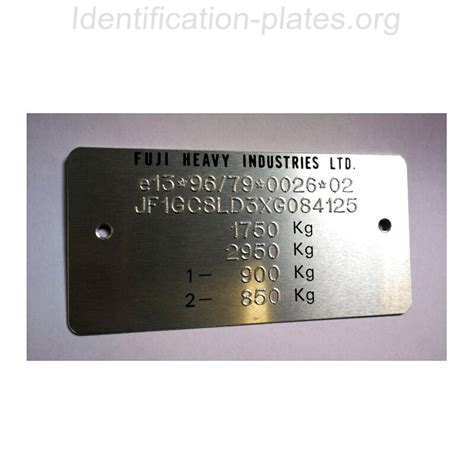 Identification-plates.org
FUJI HEAVY INDUSTRIES LTD.
e13*96/79*0026*02
JF1GC8LD3XG084125
1750 Kg
2950 Kg
1- 900 Kg
2- 850 Kg